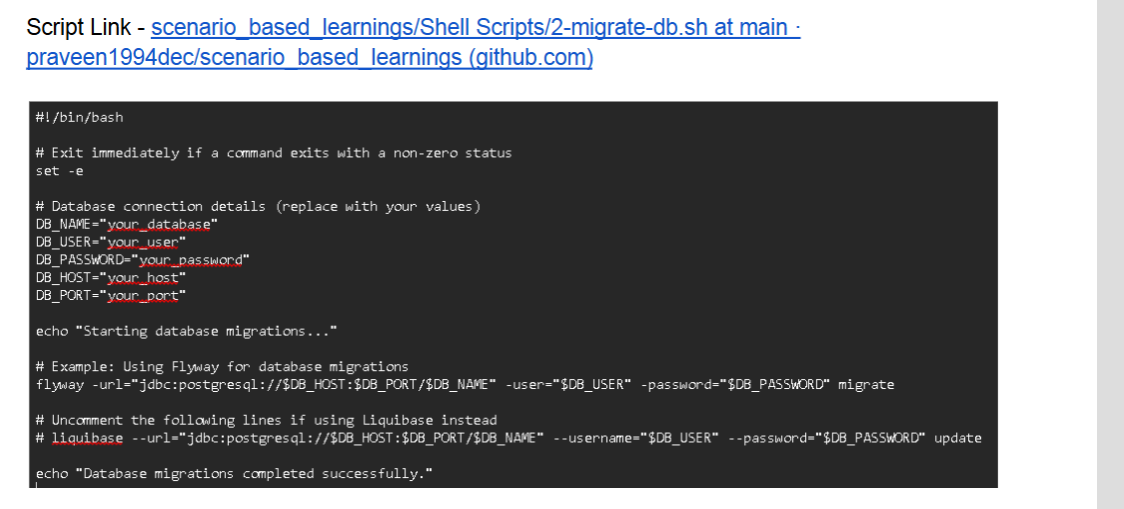 Script Link - scenario_based_learnings/Shell Scripts/2-migrate-db.sh at main ·
praveen1994dec/scenario_based_learnings (github.com)
#!/bin/bash
# Exit immediately if a command exits with a non-zero status
set -e
# Database connection details (replace with your values)
DB_NAME="your_database"
DB_USER="your_user"
DB_PASSWORD="your_password"
DB_HOST="your_host"
DB_PORT="your_port"
echo "Starting database migrations..."
# Example: Using Flyway for database migrations
flyway -url="jdbc:postgresql://$DB_HOST:$DB_PORT/$DB_NAME" -user="$DB_USER" -password="$DB_PASSWORD" migrate
# Uncomment the following lines if using Liquibase instead
# liquibase --url="jdbc:postgresql://$DB_HOST:$DB_PORT/$DB_NAME" --username="$DB_USER" --password="$DB_PASSWORD" update
echo "Database migrations completed successfully."